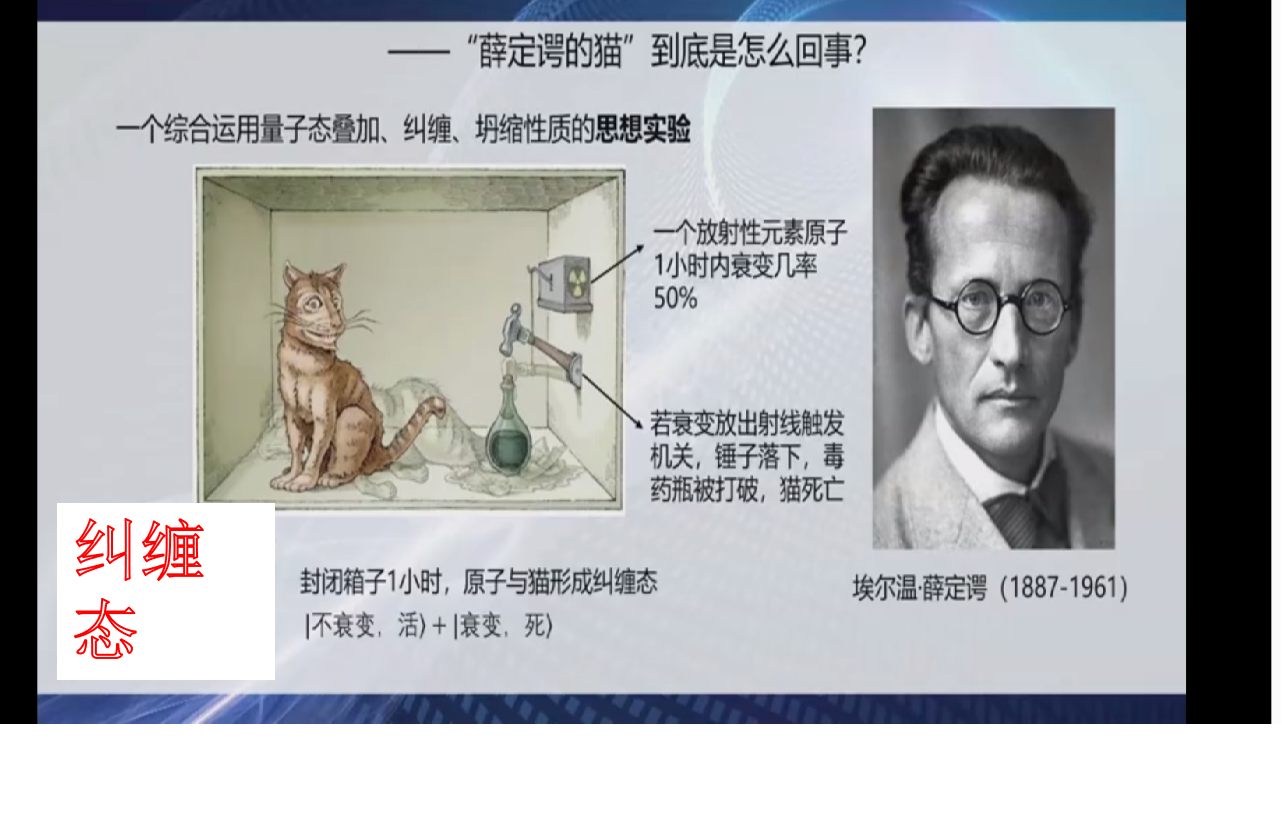 ——“薛定谔的猫”到底是怎么回事？
一个综合运用量子态叠加、纠缠、坍缩性质的思想实验
一个放射性元素原子
1小时内衰变几率
50%
若衰变放出射线触发
机关，锤子落下，毒
药瓶被打破，猫死亡
纠缠
态
封闭箱子1小时，原子与猫形成纠缠态
|不衰变，活⟩ + |衰变，死⟩
埃尔温·薛定谔（1887-1961）